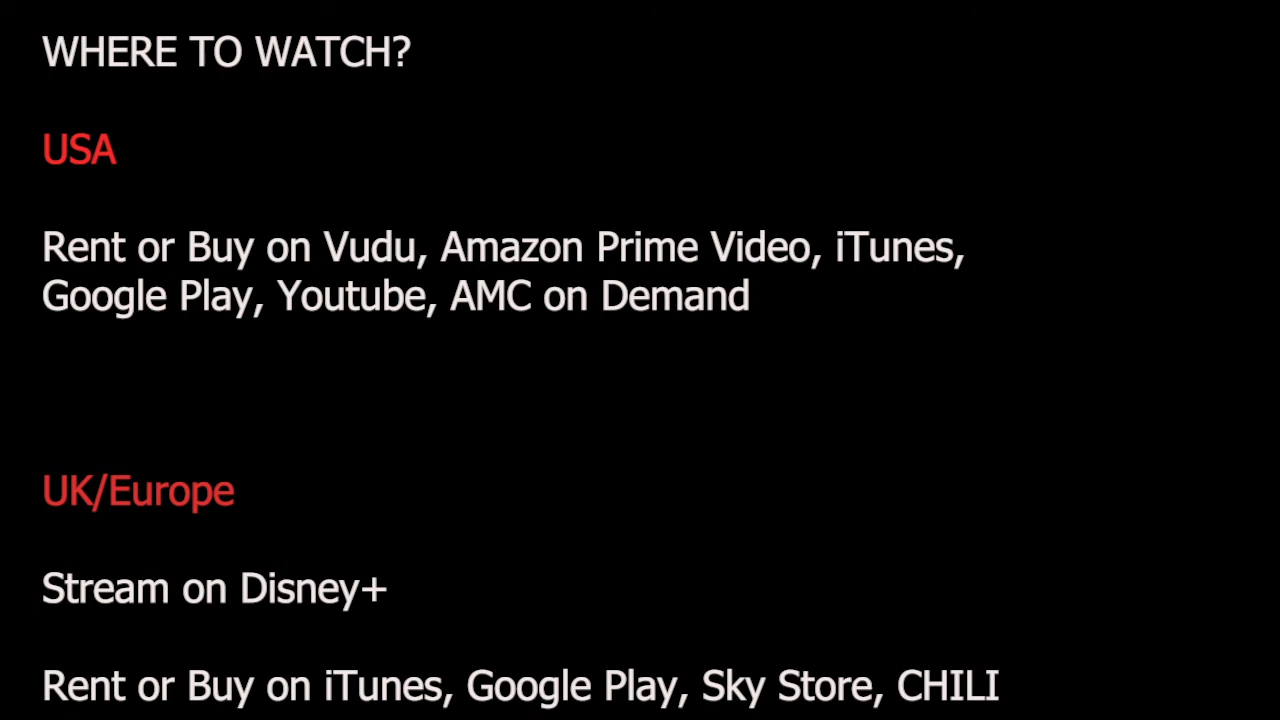 WHERE TO WATCH?
USA
Rent or Buy on Vudu, Amazon Prime Video, iTunes,
Google Play, Youtube, AMC on Demand
UK/Europe
Stream on Disney+
Rent or Buy on iTunes, Google Play, Sky Store, CHILI